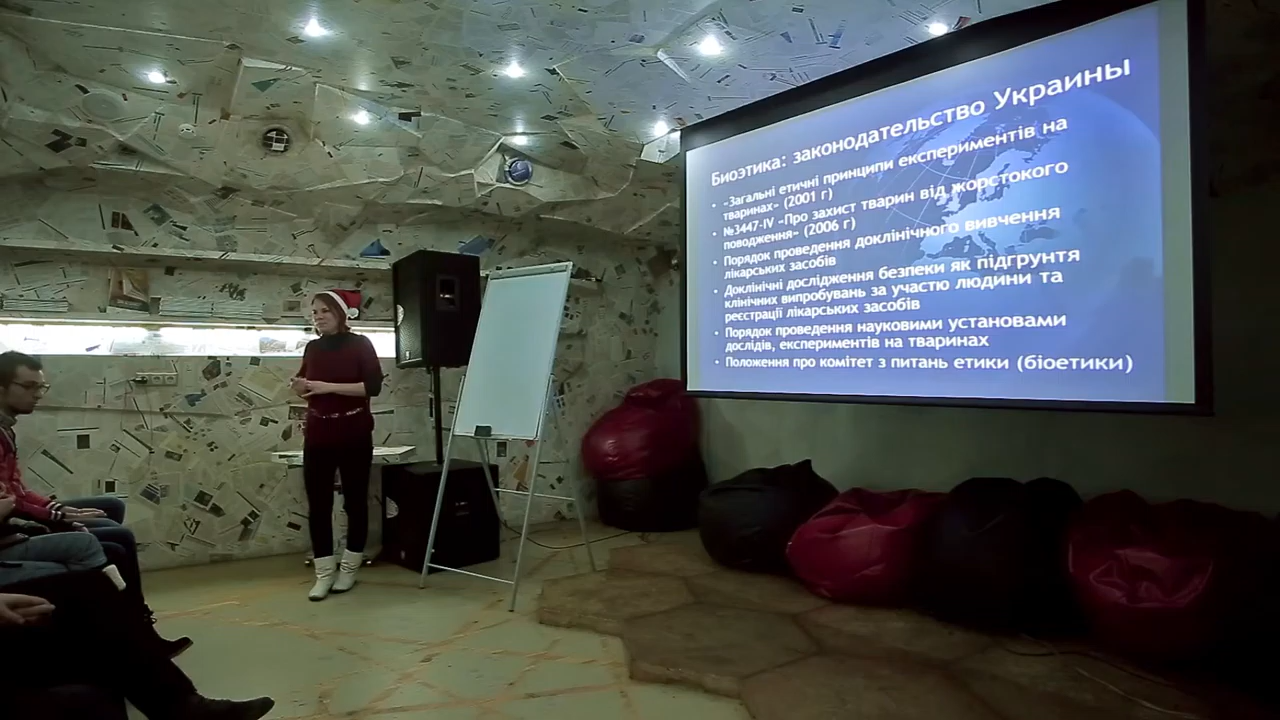 Биоэтика: законодательство Украины
• «Загальні етичні принципи експериментів на
тваринах» (2001 г)
• №3447-IV «Про захист тварин від жорстокого
поводження» (2006 г)
• Порядок проведення доклінічного вивчення
лікарських засобів
• Доклінічні дослідження безпеки як підгрунтя
клінічних випробувань за участю людини та
реєстрації лікарських засобів
• Порядок проведення науковими установами
дослідів, експериментів на тваринах
• Положення про комітет з питань етики (біоетики)